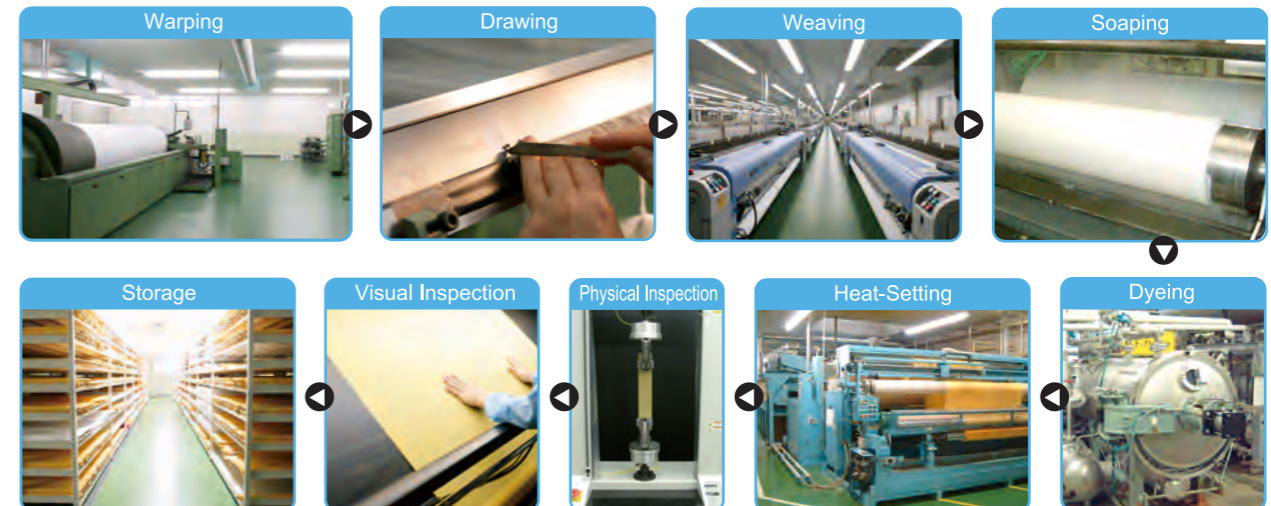 Warping
Drawing
Weaving
Soaping
Dyeing
Heat-Setting
Physical Inspection
Visual Inspection
Storage